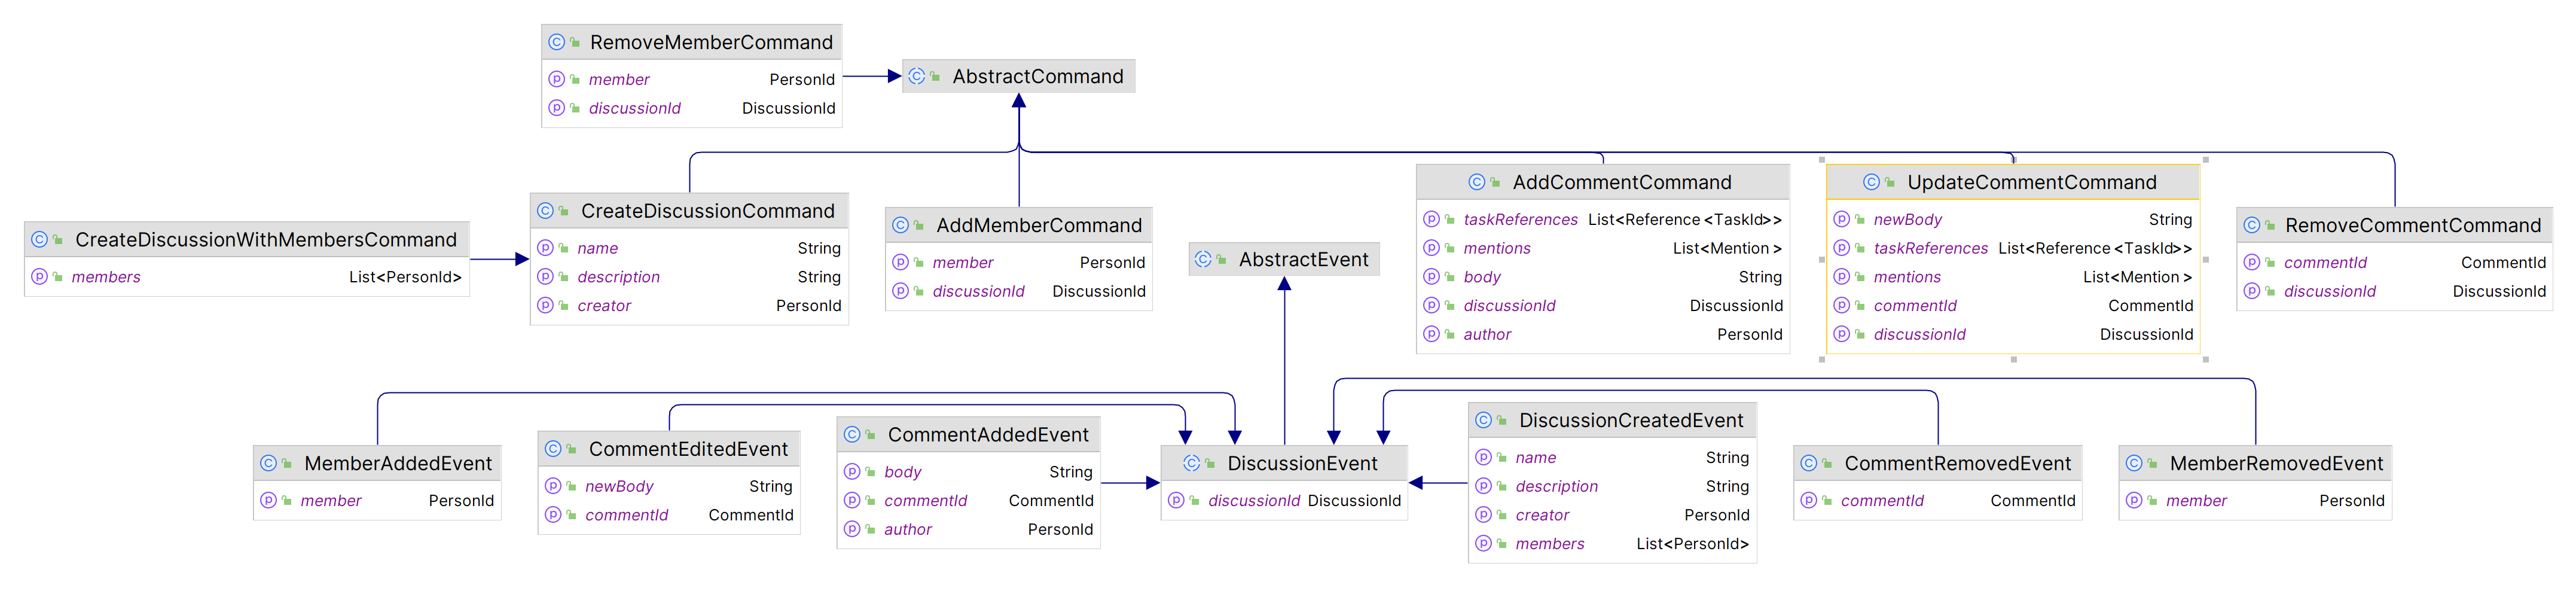 RemoveMemberCommand
member PersonId
discussionId DiscussionId
AbstractCommand
CreateDiscussionWithMembersCommand
members List<PersonId>
CreateDiscussionCommand
name String
description String
creator PersonId
AddMemberCommand
member PersonId
discussionId DiscussionId
AbstractEvent
AddCommentCommand
taskReferences List<Reference <TaskId>>
mentions List<Mention >
body String
discussionId DiscussionId
author PersonId
UpdateCommentCommand
newBody String
taskReferences List<Reference <TaskId>>
mentions List<Mention >
commentId CommentId
discussionId DiscussionId
RemoveCommentCommand
commentId CommentId
discussionId DiscussionId
MemberAddedEvent
member PersonId
CommentEditedEvent
newBody String
commentId CommentId
CommentAddedEvent
body String
commentId CommentId
author PersonId
DiscussionEvent
discussionId DiscussionId
DiscussionCreatedEvent
name String
description String
creator PersonId
members List<PersonId>
CommentRemovedEvent
commentId CommentId
MemberRemovedEvent
member PersonId